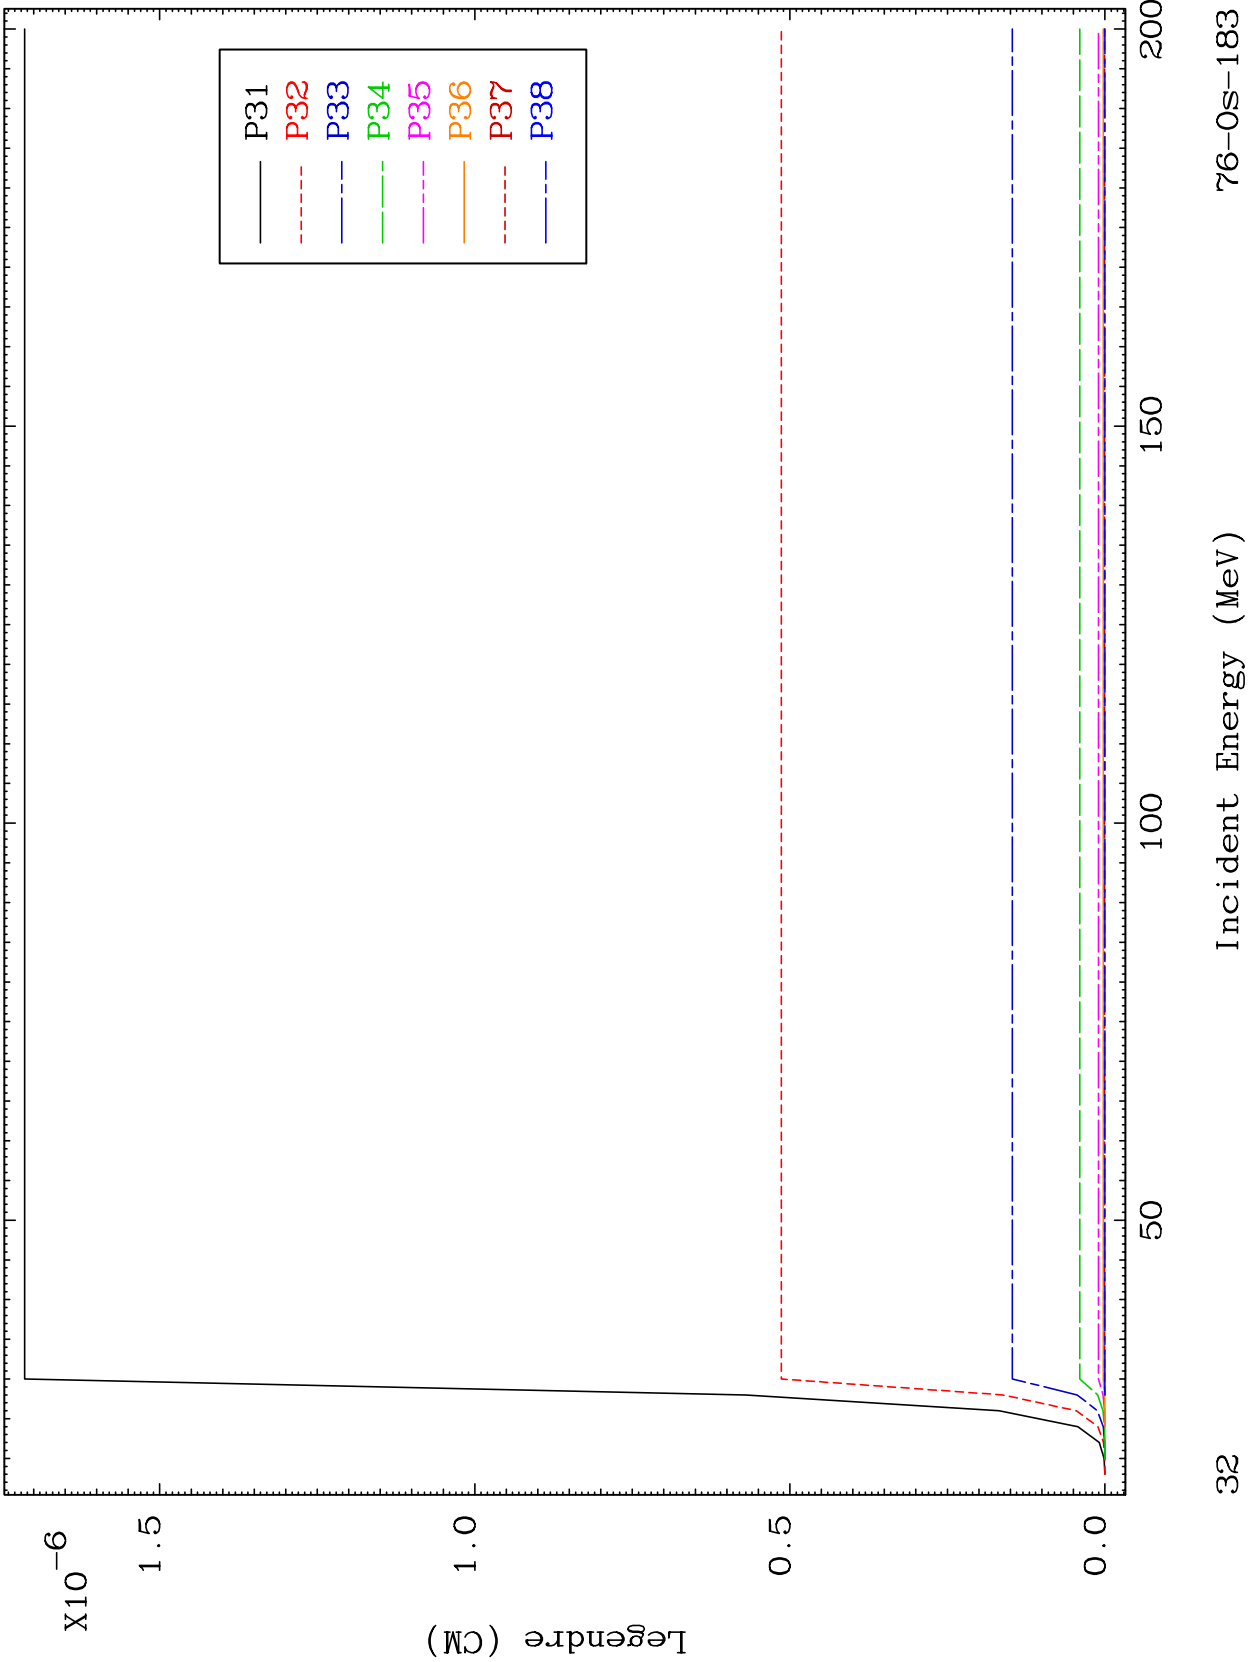 X10-6
Legendre (CM)
1.5
1.0
0.5
0.0
P31
P32
P33
P34
P35
P36
P37
P38
50
100
150
200
32
Incident Energy (MeV)
76-Os-183